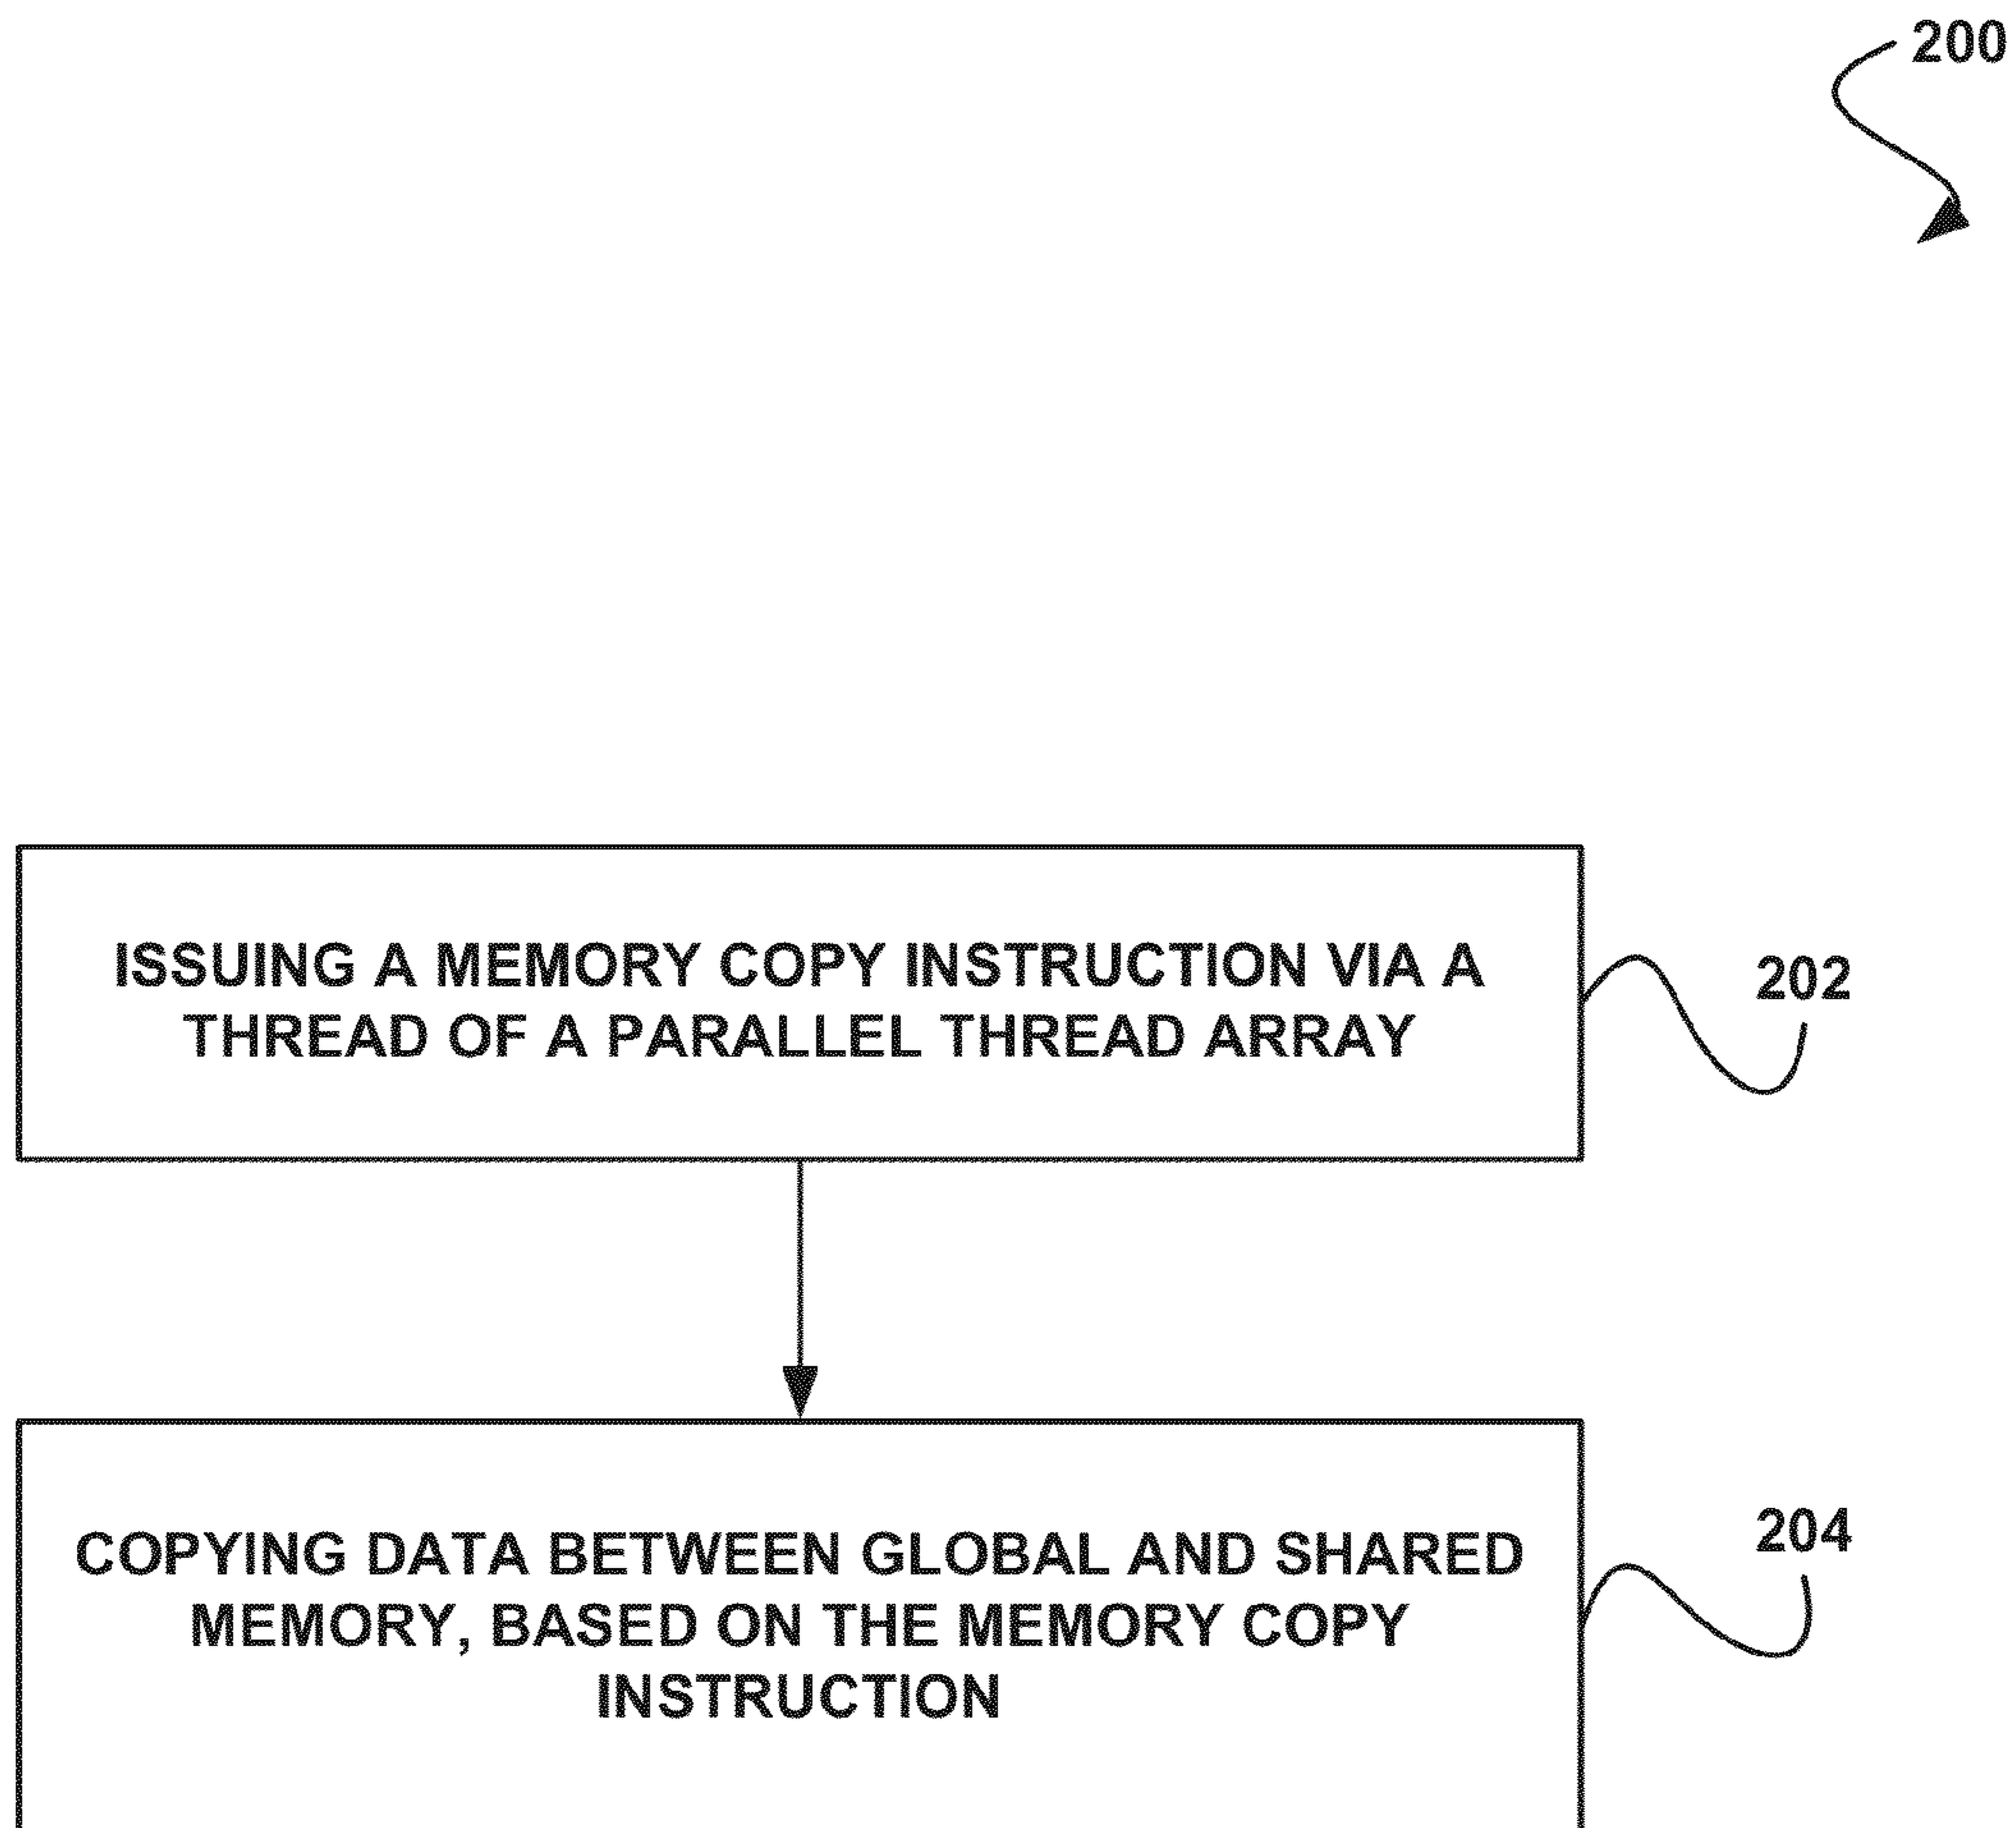 200
ISSUING A MEMORY COPY INSTRUCTION VIA A
THREAD OF A PARALLEL THREAD ARRAY
202
COPYING DATA BETWEEN GLOBAL AND SHARED
MEMORY, BASED ON THE MEMORY COPY
INSTRUCTION
204